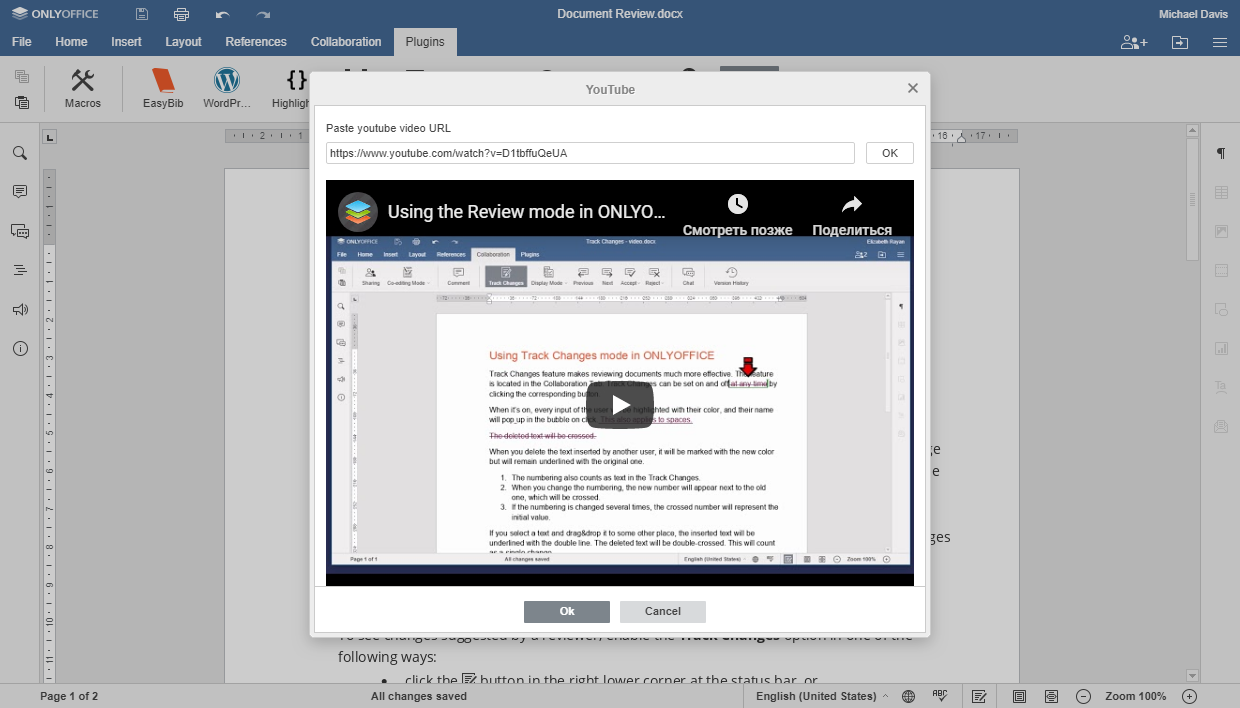 ONLYOFFICE
Document Review.docx
Michael Davis
File Home Insert Layout References Collaboration Plugins
Macros EasyBib WordPr... Highligh
YouTube
2 1 16 17
Paste youtube video URL
https://www.youtube.com/watch?v=D1tbffuQeUA
OK
Using the Review mode in ONLYO...
Смотреть позже Поделиться
ONLYOFFICE Track Changes - video.docx Elizabeth Rayan
File Home Insert Layout References Collaboration Plugins
Sharing Co-editing Mode Comment Track Changes Display Mode Previous Next Accept Reject Chat Version History
Using Track Changes mode in ONLYOFFICE
Track Changes feature makes reviewing documents much more effective. The feature
is located in the Collaboration Tab. Track Changes can be set on and off at any time by
clicking the corresponding button.
When it's on, every input of the user will be highlighted with their color, and their name
will pop up in the bubble on click. This also applies to spaces.
The deleted text will be crossed.
When you delete the text inserted by another user, it will be marked with the new color
but will remain underlined with the original one.
1. The numbering also counts as text in the Track Changes.
2. When you change the numbering, the new number will appear next to the old
one, which will be crossed.
3. If the numbering is changed several times, the crossed number will represent the
initial value.
If you select a text and drag&drop it to some other place, the inserted text will be
underlined with the double line. The deleted text will be double-crossed. This will count
as a single change.
Page 1 of 1 All changes saved English (United States) Zoom 100%
ge
e
ges
Ok Cancel
To see changes suggested by a reviewer, enable the Track Changes option in one of the
following ways:
• click the button in the right lower corner at the status bar, or
Page 1 of 2 All changes saved English (United States) ABC Zoom 100%